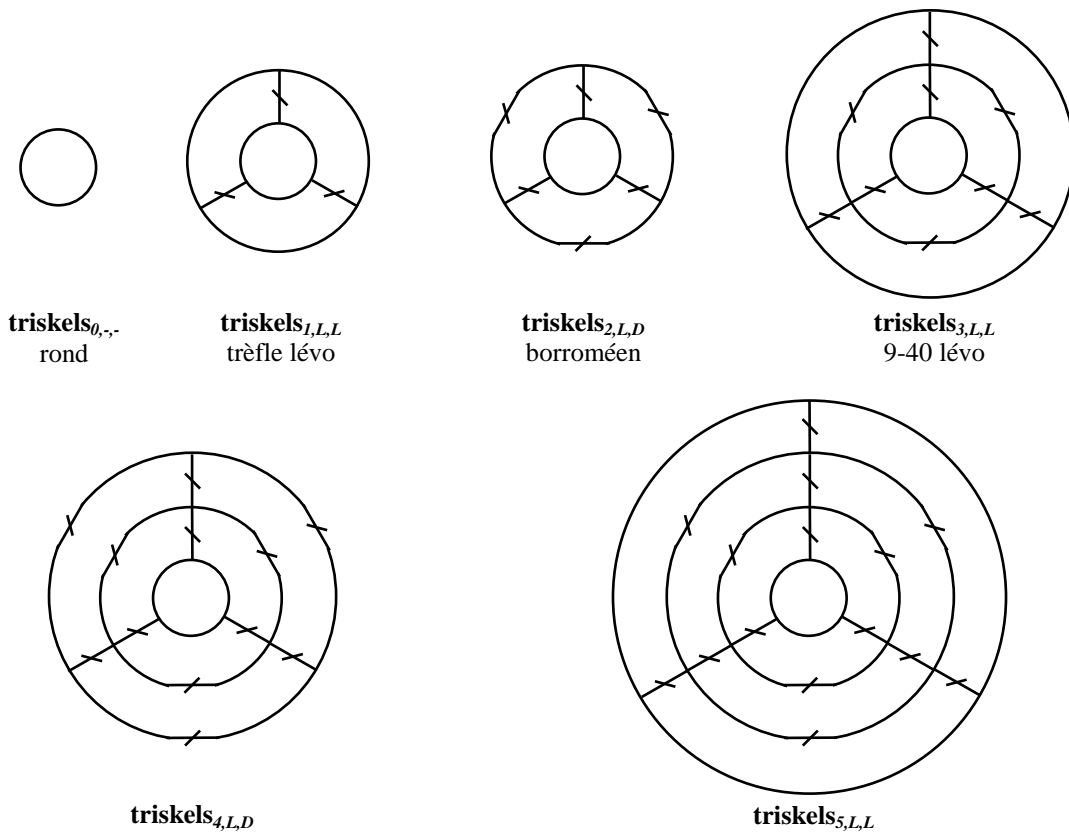 triskels0,-,-
rond
triskels1,L,L
trèfle lévo
triskels2,L,D
borroméen
triskels3,L,L
9-40 lévo
triskels4,L,D
triskels5,L,L